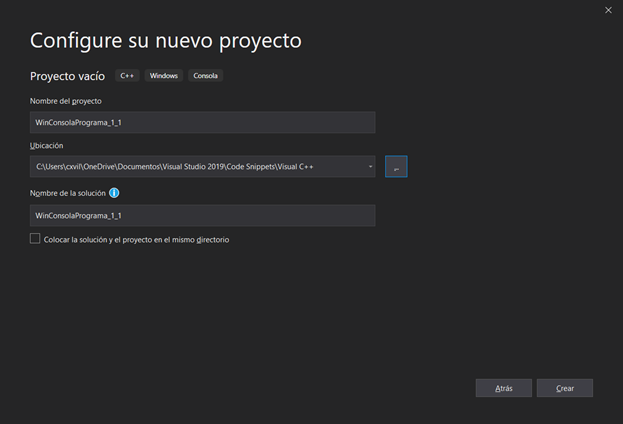 Configure su nuevo proyecto
Proyecto vacío C++ Windows Consola
Nombre del proyecto
WinConsolaPrograma_1_1
Ubicación
C:\Users\cxvil\OneDrive\Documentos\Visual Studio 2019\Code Snippets\Visual C++
...
Nombre de la solución
WinConsolaPrograma_1_1
Colocar la solución y el proyecto en el mismo directorio
Atrás Crear